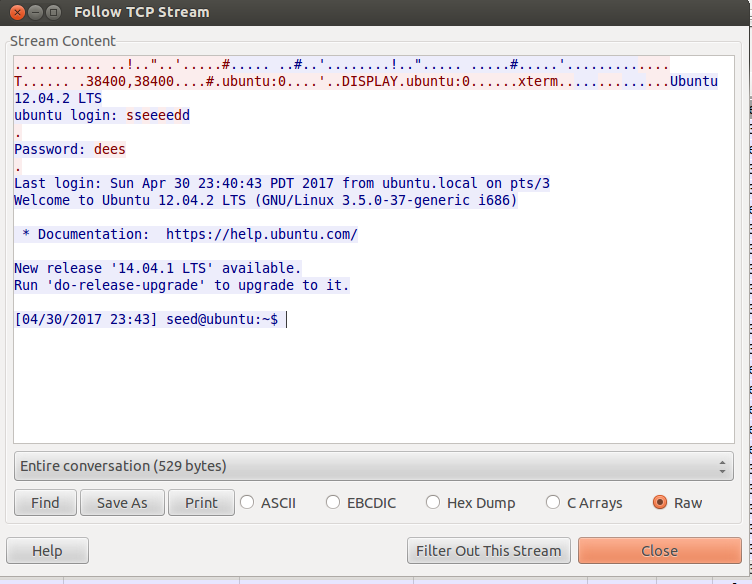 Follow TCP Stream
Stream Content
........... ..!.."..'.....#..... ..#..'........!.."..... .....#.....'.............
T...... .38400,38400....#.ubuntu:0....'..DISPLAY.ubuntu:0......xterm..............Ubuntu
12.04.2 LTS
ubuntu login: sseeeedd
.
Password: dees
.
Last login: Sun Apr 30 23:40:43 PDT 2017 from ubuntu.local on pts/3
Welcome to Ubuntu 12.04.2 LTS (GNU/Linux 3.5.0-37-generic i686)
* Documentation:  https://help.ubuntu.com/
New release '14.04.1 LTS' available.
Run 'do-release-upgrade' to upgrade to it.
[04/30/2017 23:43] seed@ubuntu:~$
Entire conversation (529 bytes)
Find Save As Print ASCII EBCDIC Hex Dump C Arrays Raw
Help Filter Out This Stream Close